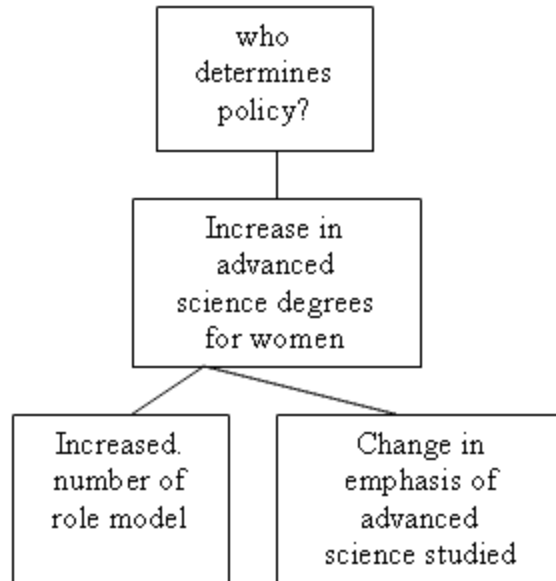 who
determines
policy?
Increase in
advanced
science degrees
for women
Increased.
number of
role model
Change in
emphasis of
advanced
science studied